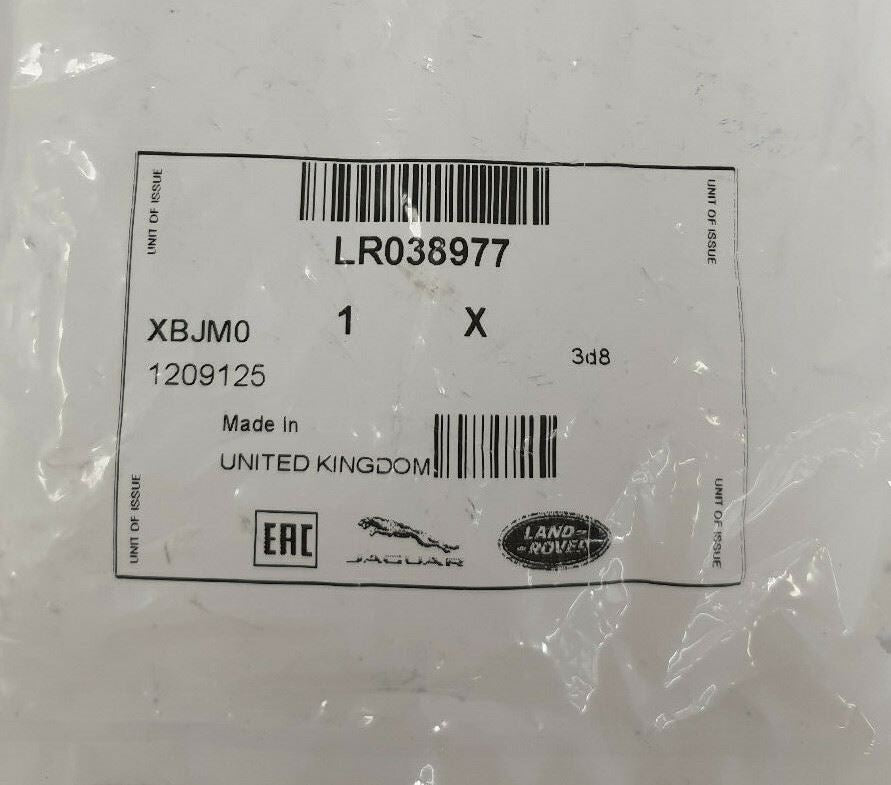 UNIT OF ISSUE
UNIT OF ISSUE
LR038977
XBJM0 1 X
3d8
1209125
Made In
UNITED KINGDOM
UNIT OF ISSUE
UNIT OF ISSUE
EAC
JAGUAR
LAND-
-ROVER